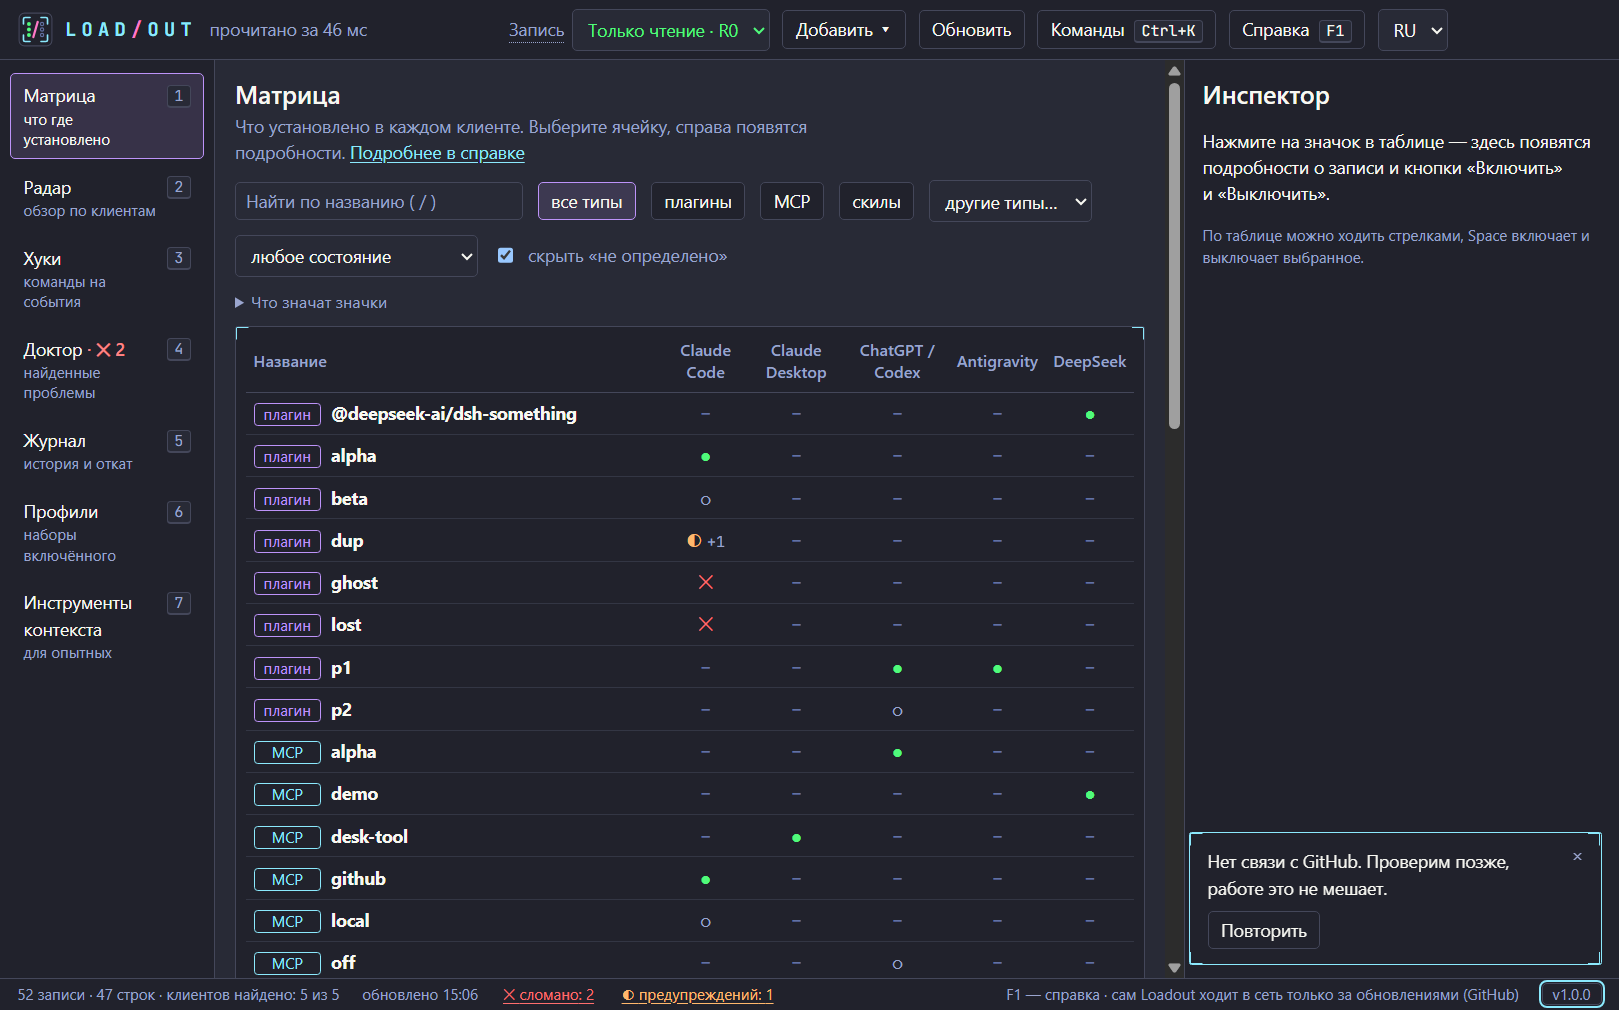 LOAD/OUT прочитано за 46 мс Запись Только чтение · R0 Добавить ▼ Обновить Команды Ctrl+K Справка F1 RU
Матрица 1
что где
установлено
Радар 2
обзор по клиентам
Хуки 3
команды на
события
Доктор · ✕ 2 4
найденные
проблемы
Журнал 5
история и откат
Профили 6
наборы
включённого
Инструменты 7
контекста
для опытных
Матрица
Что установлено в каждом клиенте. Выберите ячейку, справа появятся
подробности. Подробнее в справке
Найти по названию ( / ) все типы плагины MCP скилы другие типы...
любое состояние скрыть «не определено»
▶ Что значат значки
Название Claude Code Claude Desktop ChatGPT / Codex Antigravity DeepSeek
плагин @deepseek-ai/dsh-something – – – – ●
плагин alpha ● – – – –
плагин beta ○ – – – –
плагин dup ◐ +1 – – – –
плагин ghost ✕ – – – –
плагин lost ✕ – – – –
плагин p1 – – ● ● –
плагин p2 – – ○ – –
MCP alpha – – ● – –
MCP demo – – – – ●
MCP desk-tool – ● – – –
MCP github ● – – – –
MCP local ○ – – – –
MCP off – – ○ – –
Инспектор
Нажмите на значок в таблице — здесь появятся
подробности о записи и кнопки «Включить»
и «Выключить».
По таблице можно ходить стрелками, Space включает и
выключает выбранное.
Нет связи с GitHub. Проверим позже, ×
работе это не мешает.
Повторить
52 записи · 47 строк · клиентов найдено: 5 из 5 обновлено 15:06 ✕ сломано: 2 ◐ предупреждений: 1 F1 — справка · сам Loadout ходит в сеть только за обновлениями (GitHub) v1.0.0